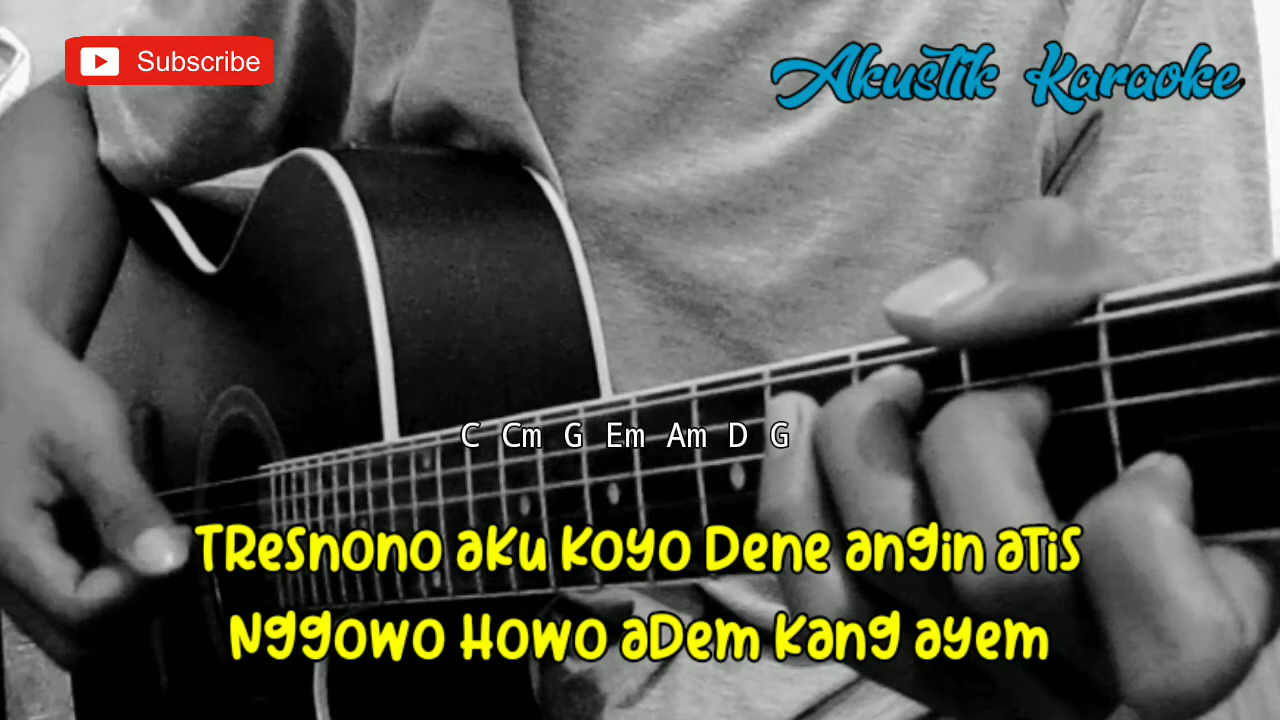 Subscribe
Akustik Karaoke
C Cm G Em Am D G
Tresnono aku koyo Dene angin atis
Nggowo Howo aDem kang ayem